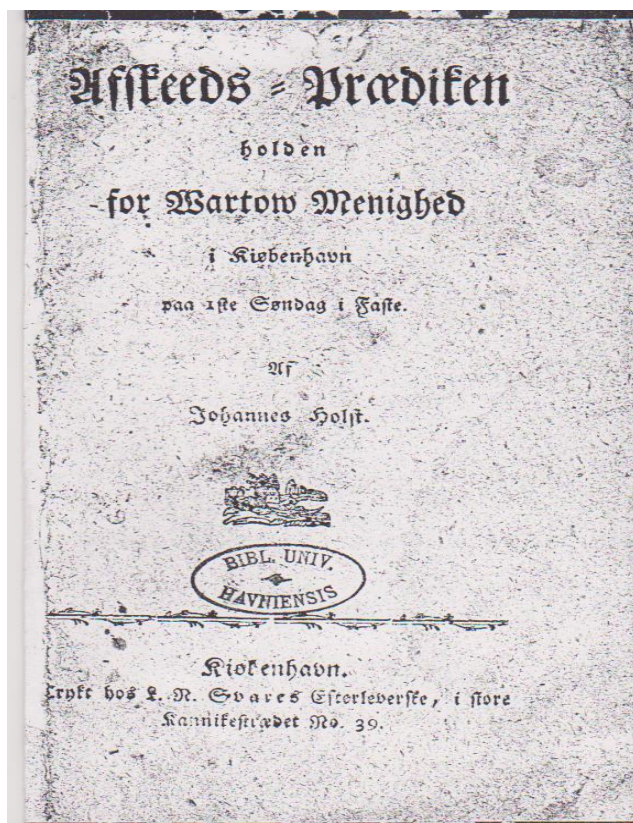 Afskeeds-Prædiken
holden
for Wartow Menighed
i Kiøbenhavn
paa 1ste Søndag i Faste.
Af
Johannes Holst.
BIBL. UNIV.
HAVNIENSIS
Kiøbenhavn.
Trykt hos L. N. Svares Efterleverske, i store
Kannikestrædet No. 39.